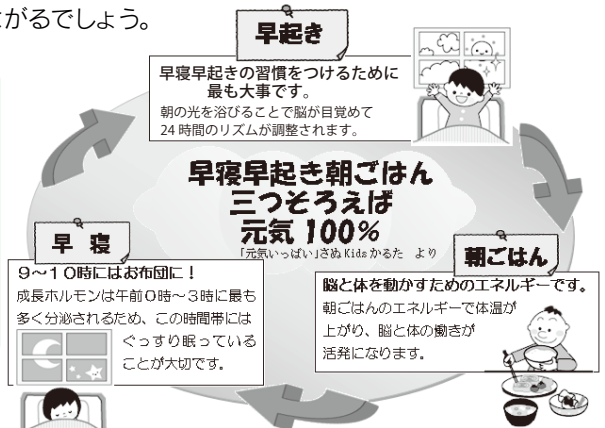 がるでしょう。
早起き
早寝早起きの習慣をつけるために
最も大事です。
朝の光を浴びることで脳が目覚めて
24時間のリズムが調整されます。
早寝早起き朝ごはん
三つそろえば
元気100%
「元気いっぱい」さぬKidsかるた より
早 寝
9~10時にはお布団に!
成長ホルモンは午前0時~3時に最も
多く分泌されるため、この時間帯には
ぐっすり眠っている
ことが大切です。
朝ごはん
脳と体を動かすためのエネルギーです。
朝ごはんのエネルギーで体温が
上がり、脳と体の働きが
活発になります。